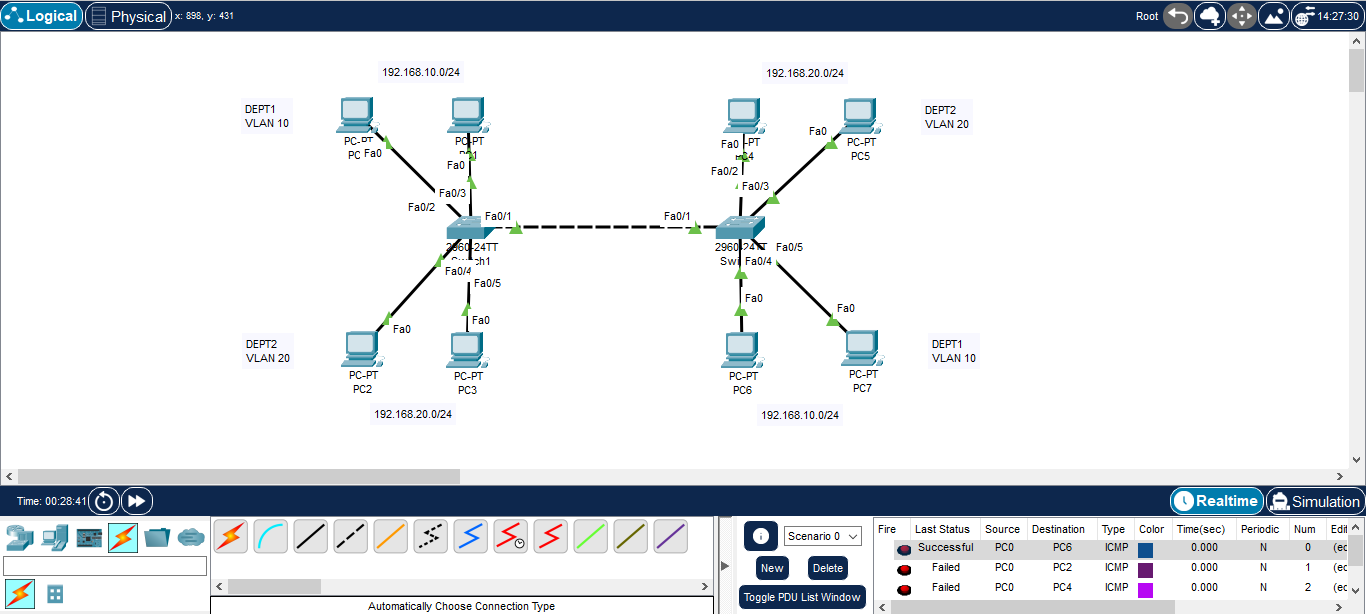 Logical
Physical
x: 898, y: 431
Root
14:27:30
192.168.10.0/24
192.168.20.0/24
DEPT1
VLAN 10
DEPT2
VLAN 20
PC-PT
PC
Fa0
PC-PT
Fa0
Fa0
-PT
Fa0
PC-PT
PC5
Fa0/2
Fa0/3
Fa0/2
Fa0/3
Fa0/1
Fa0/1
2960-24TT
Switch1
Fa0/4
Fa0/5
2960-24TT
Swi
Fa0/4
Fa0/5
Fa0
Fa0
Fa0
Fa0
DEPT2
VLAN 20
DEPT1
VLAN 10
PC-PT
PC2
PC-PT
PC3
PC-PT
PC6
PC-PT
PC7
192.168.20.0/24
192.168.10.0/24
Time: 00:28:41
Realtime
Simulation
Scenario 0
New
Delete
Toggle PDU List Window
Fire Last Status Source Destination Type Color Time(sec) Periodic Num Edi
Successful PC0 PC6 ICMP 0.000 N 0 (ec
Failed PC0 PC2 ICMP 0.000 N 1 (ec
Failed PC0 PC4 ICMP 0.000 N 2 (ec
Automatically Choose Connection Type